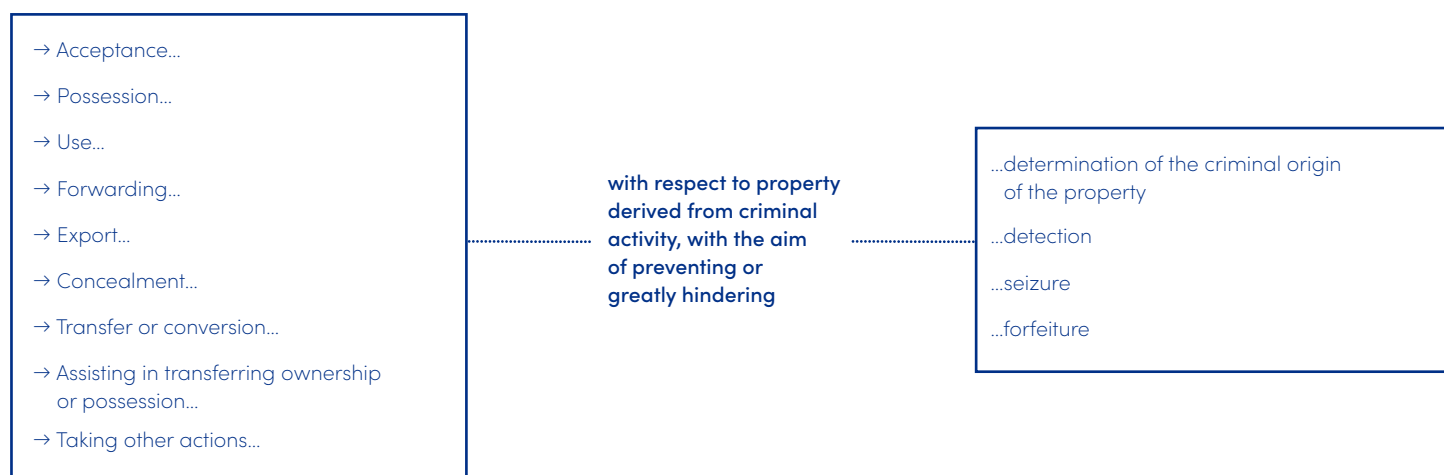 → Acceptance...
→ Possession...
→ Use...
→ Forwarding...
→ Export...
→ Concealment...
→ Transfer or conversion...
→ Assisting in transferring ownership
or possession...
→ Taking other actions...
with respect to property
derived from criminal
activity, with the aim
of preventing or
greatly hindering
...determination of the criminal origin
of the property
...detection
...seizure
...forfeiture